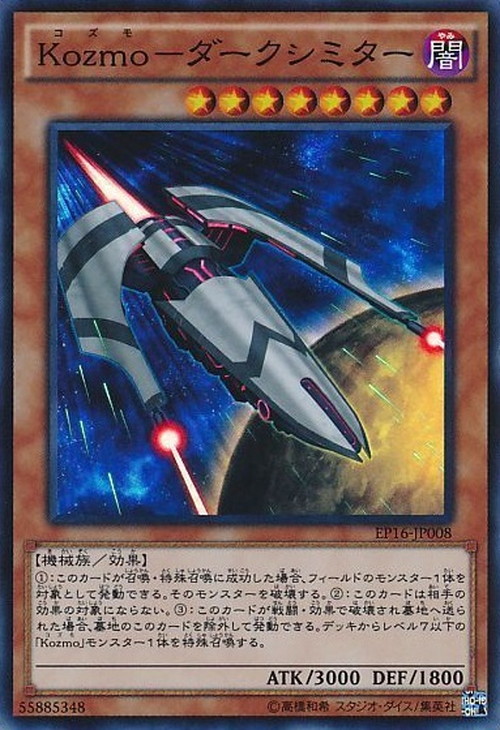 コズモ
Kozmo－ダークシミター
やみ
闇
EP16-JP008
【機械族／効果】
①：このカードが召喚・特殊召喚に成功した場合、フィールドのモンスター1体を
対象として発動できる。そのモンスターを破壊する。②：このカードは相手の
効果の対象にならない。③：このカードが戦闘・効果で破壊され墓地へ送ら
れた場合、墓地のこのカードを除外して発動できる。デッキからレベル7以下の
「Kozmo」モンスター1体を特殊召喚する。
ATK/3000 DEF/1800
55885348
©高橋和希 スタジオ・ダイス/集英社